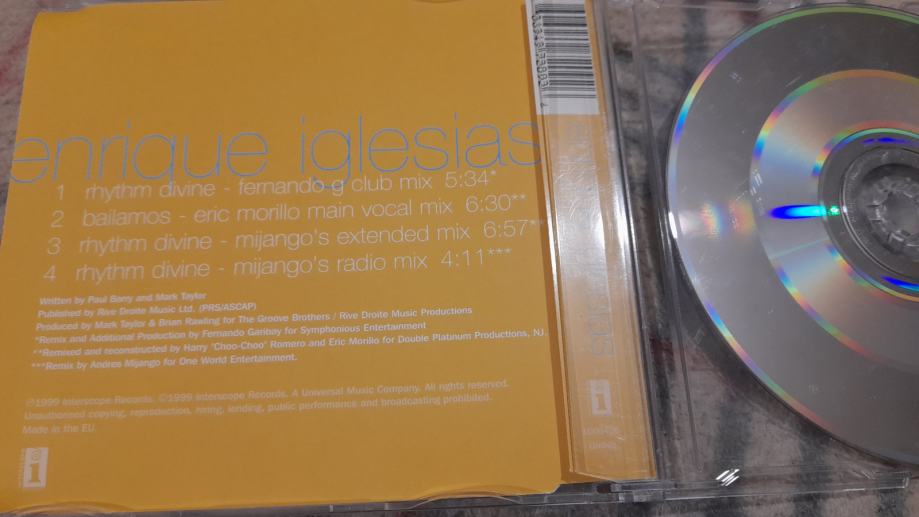 enrique iglesias
1 rhythm divine - fernando g club mix 5:34*
2 bailamos - eric morillo main vocal mix 6:30**
3 rhythm divine - mijango's extended mix 6:57**
4 rhythm divine - mijango's radio mix 4:11***
Written by Paul Barry and Mark Taylor
Published by Rive Droite Music Ltd. (PRS/ASCAP)
Produced by Mark Taylor & Brian Rawling for The Groove Brothers / Rive Droite Music Productions
*Remix and Additional Production by Fernando Garibay for Symphonious Entertainment
**Remixed and reconstructed by Harry "Choo-Choo" Romero and Eric Morillo for Double Platinum Productions, NJ.
***Remix by Andres Mijango for One World Entertainment.
℗1999 Interscope Records. ©1999 Interscope Records. A Universal Music Company. All rights reserved.
Unauthorised copying, reproduction, hiring, lending, public performance and broadcasting prohibited.
Made in the EU.